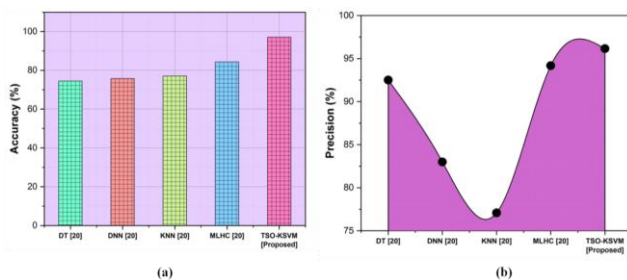 Accuracy (%)
100
80
60
40
20
0
DT [20]
DNN [20]
KNN [20]
MLHC [20]
TSO-KSVM
[Proposed]
(a)
Precision (%)
100
95
90
85
80
75
DT [20]
DNN [20]
KNN [20]
MLHC [20]
TSO-KSVM
[Proposed]
(b)